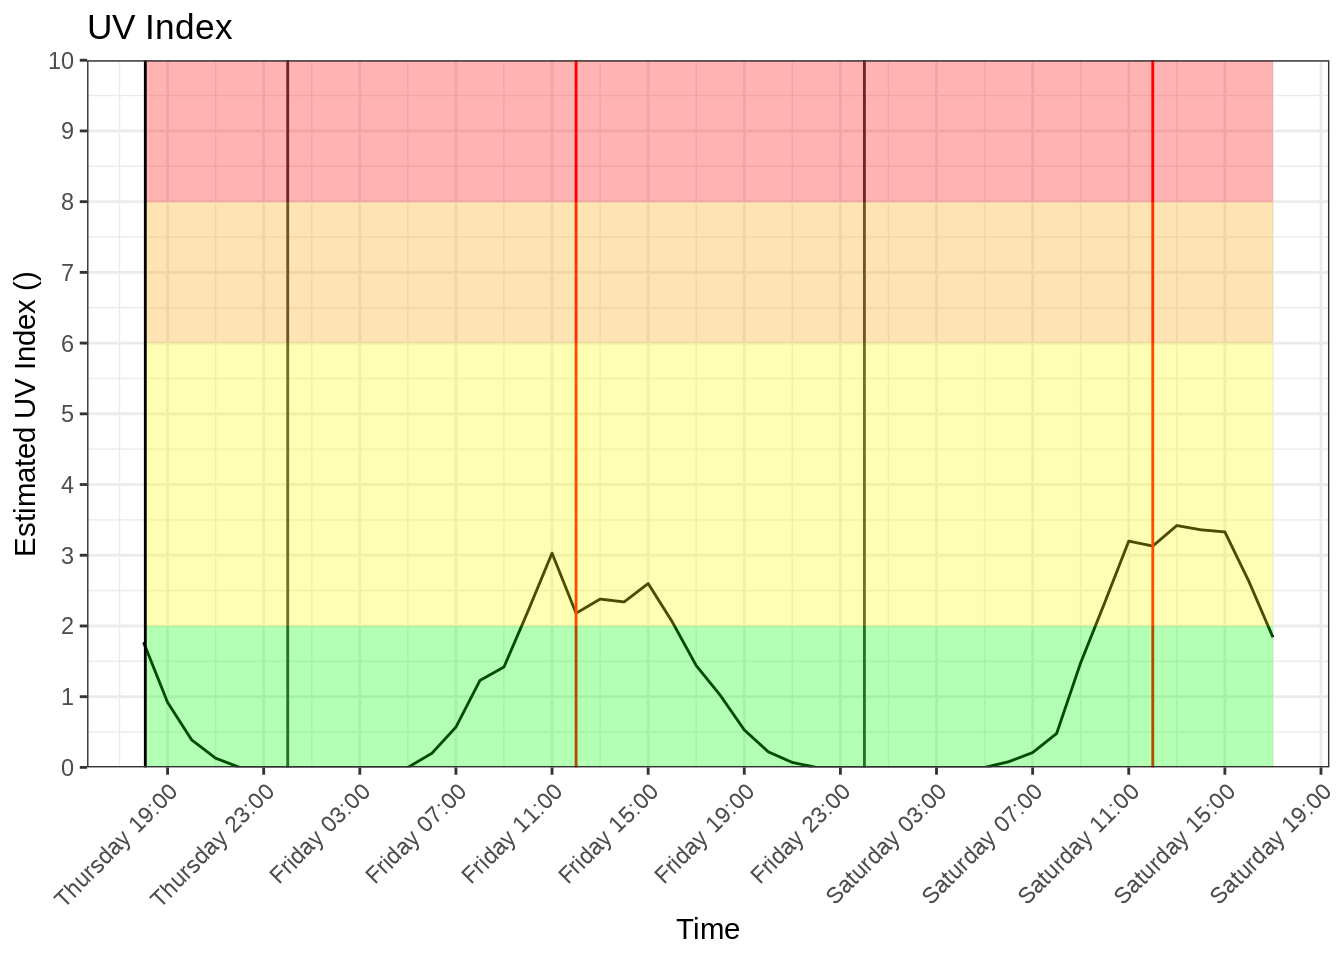 UV Index
Estimated UV Index ()
10
9
8
7
6
5
4
3
2
1
0
Thursday 19:00
Thursday 23:00
Friday 03:00
Friday 07:00
Friday 11:00
Friday 15:00
Friday 19:00
Friday 23:00
Saturday 03:00
Saturday 07:00
Saturday 11:00
Saturday 15:00
Saturday 19:00
Time